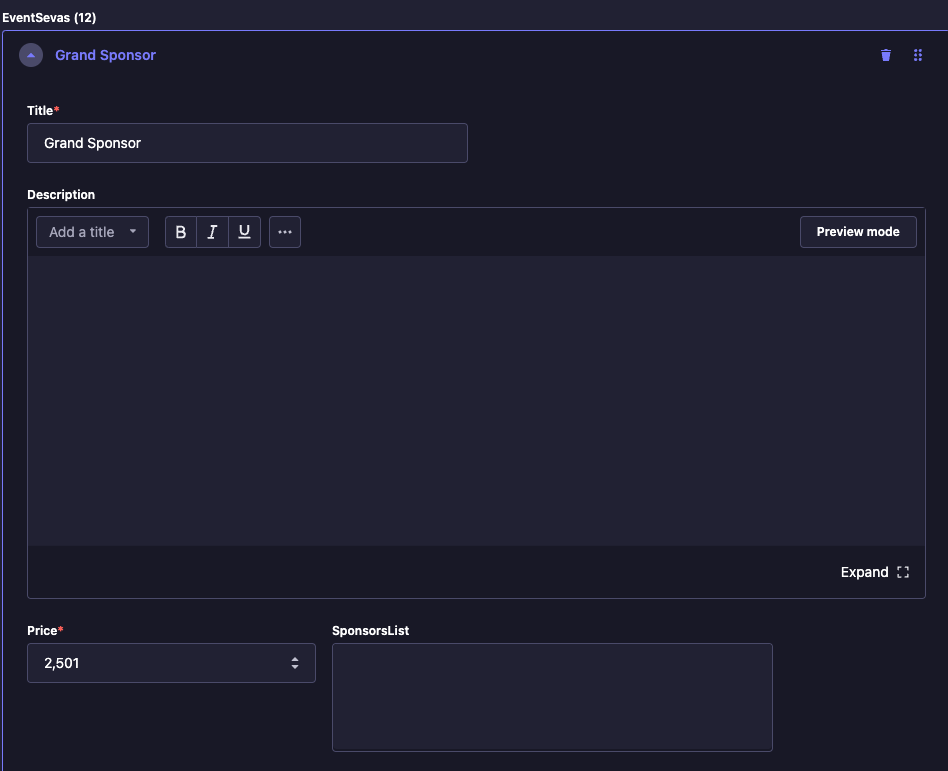 EventSevas (12)
Grand Sponsor
Title*
Grand Sponsor
Description
Add a title B I U ... Preview mode
Expand
Price* SponsorsList
2,501